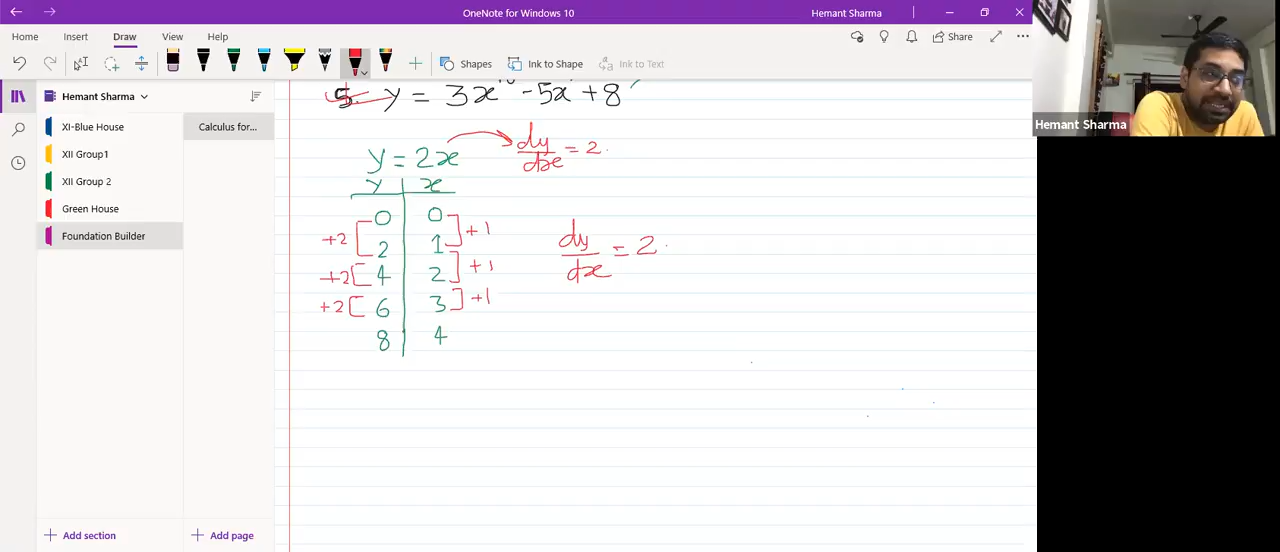 OneNote for Windows 10
Hemant Sharma
Home Insert Draw View Help
Share
Shapes Ink to Shape Ink to Text
Hemant Sharma
XI-Blue House
XII Group1
XII Group 2
Green House
Foundation Builder
Add section
Calculus for...
Add page
5. y = 3x¹⁰ - 5x + 8
y = 2x
dy/dx = 2
y | x
+2 0 | 0 +1
2 | 1
+2 4 | 2 +1
+2 6 | 3 +1
8 | 4
dy/dx = 2
Hemant Sharma